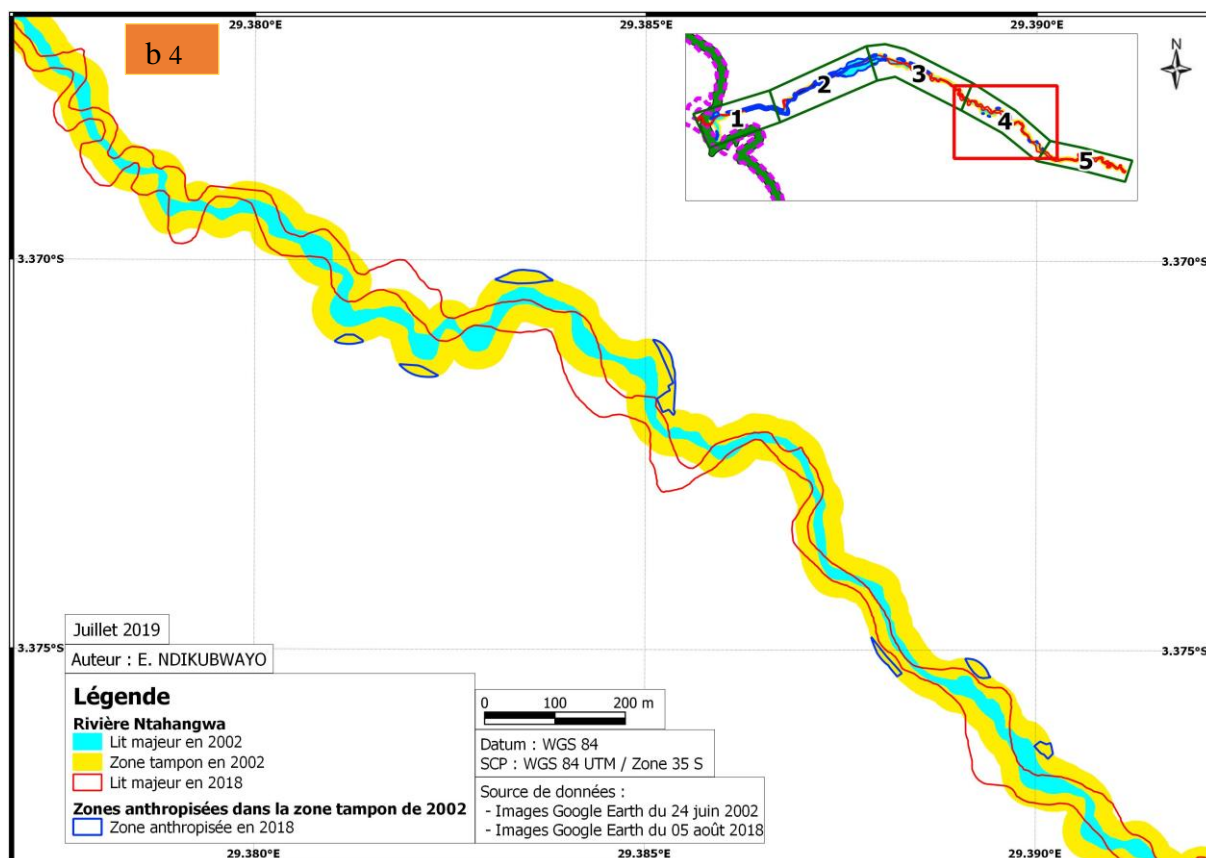 29.380°E
29.385°E
29.390°E
b 4
N
1
2
3
4
5
3.370°S
3.370°S
3.375°S
3.375°S
Juillet 2019
Auteur : E. NDIKUBWAYO
Légende
Rivière Ntahangwa
Lit majeur en 2002
Zone tampon en 2002
Lit majeur en 2018
Zones anthropisées dans la zone tampon de 2002
Zone anthropisée en 2018
0 100 200 m
Datum : WGS 84
SCP : WGS 84 UTM / Zone 35 S
Source de données :
- Images Google Earth du 24 juin 2002
- Images Google Earth du 05 août 2018
29.380°E
29.385°E
29.390°E